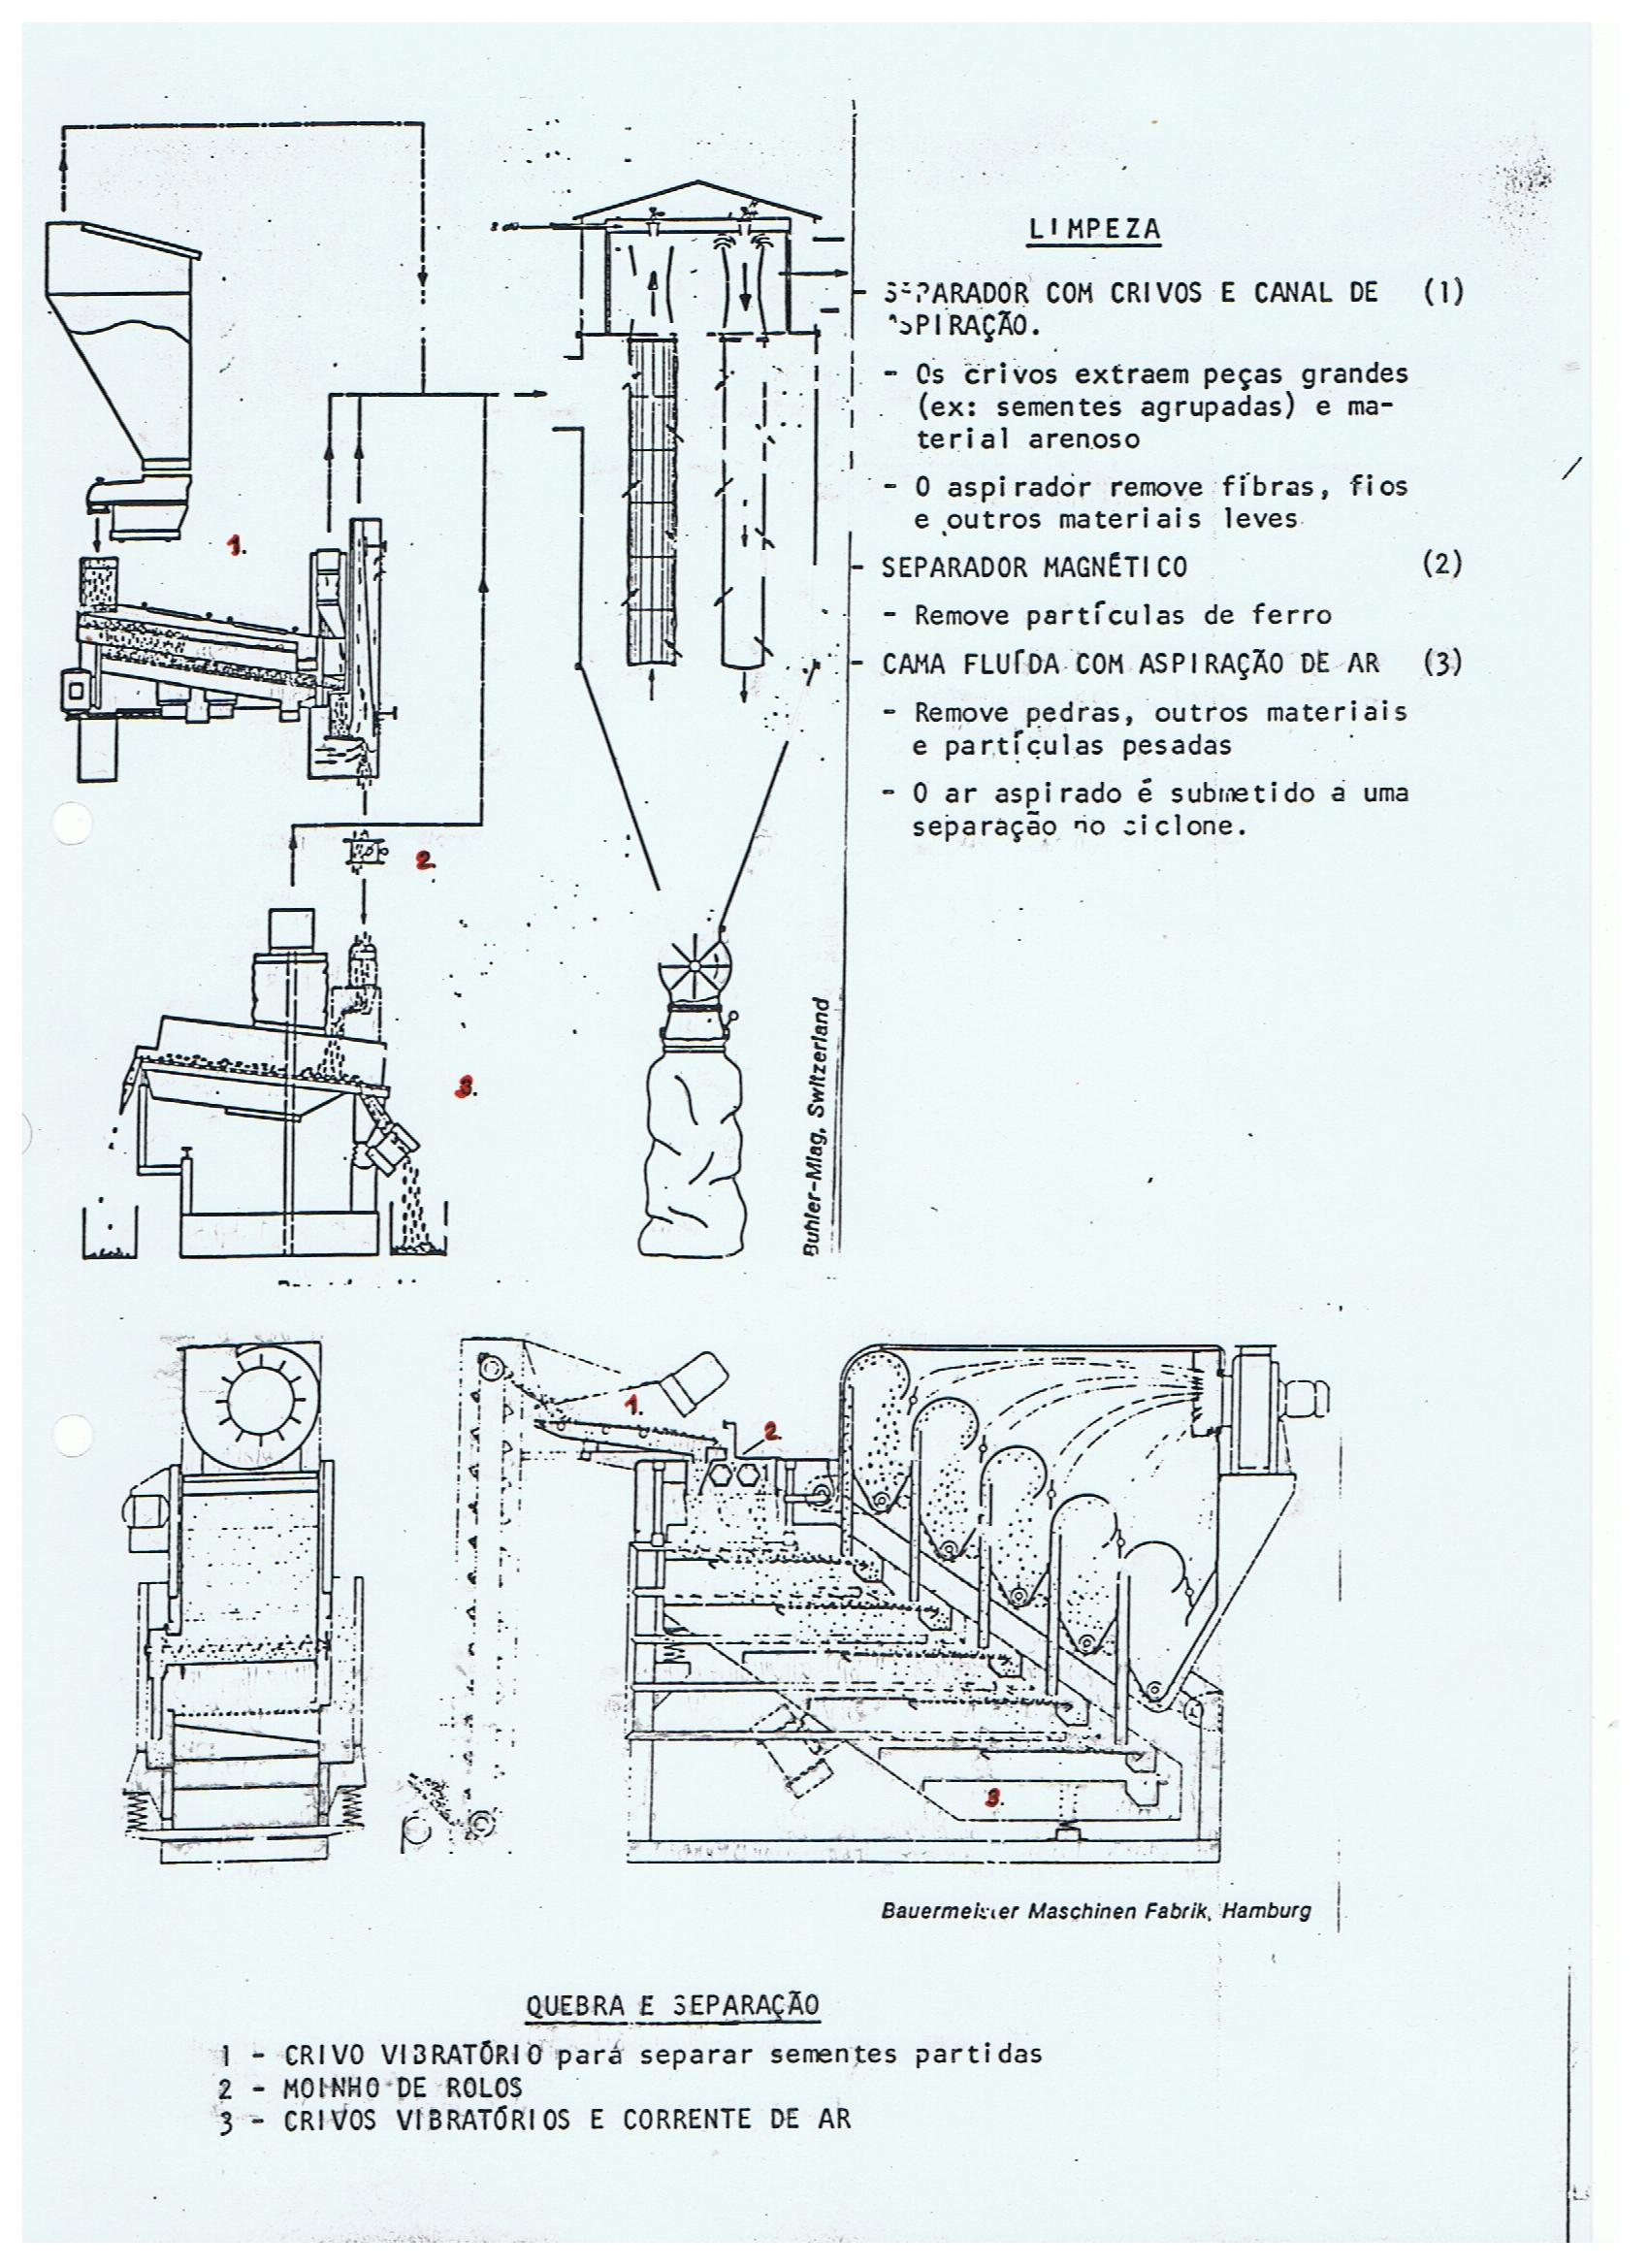 LIMPEZA
- SEPARADOR COM CRIVOS E CANAL DE (1)
ASPIRAÇÃO.
- Os crivos extraem peças grandes
(ex: sementes agrupadas) e ma-
terial arenoso
- O aspirador remove fibras, fios
e outros materiais leves
- SEPARADOR MAGNÉTICO (2)
- Remove partículas de ferro
- CAMA FLUÍDA COM ASPIRAÇÃO DE AR (3)
- Remove pedras, outros materiais
e partículas pesadas
- O ar aspirado é submetido a uma
separação no ciclone.
1.
2.
3.
Buhler-Miag, Switzerland
1.
2.
3.
Bauermeister Maschinen Fabrik, Hamburg
QUEBRA E SEPARAÇÃO
1 - CRIVO VIBRATÓRIO para separar sementes partidas
2 - MOINHO DE ROLOS
3 - CRIVOS VIBRATÓRIOS E CORRENTE DE AR